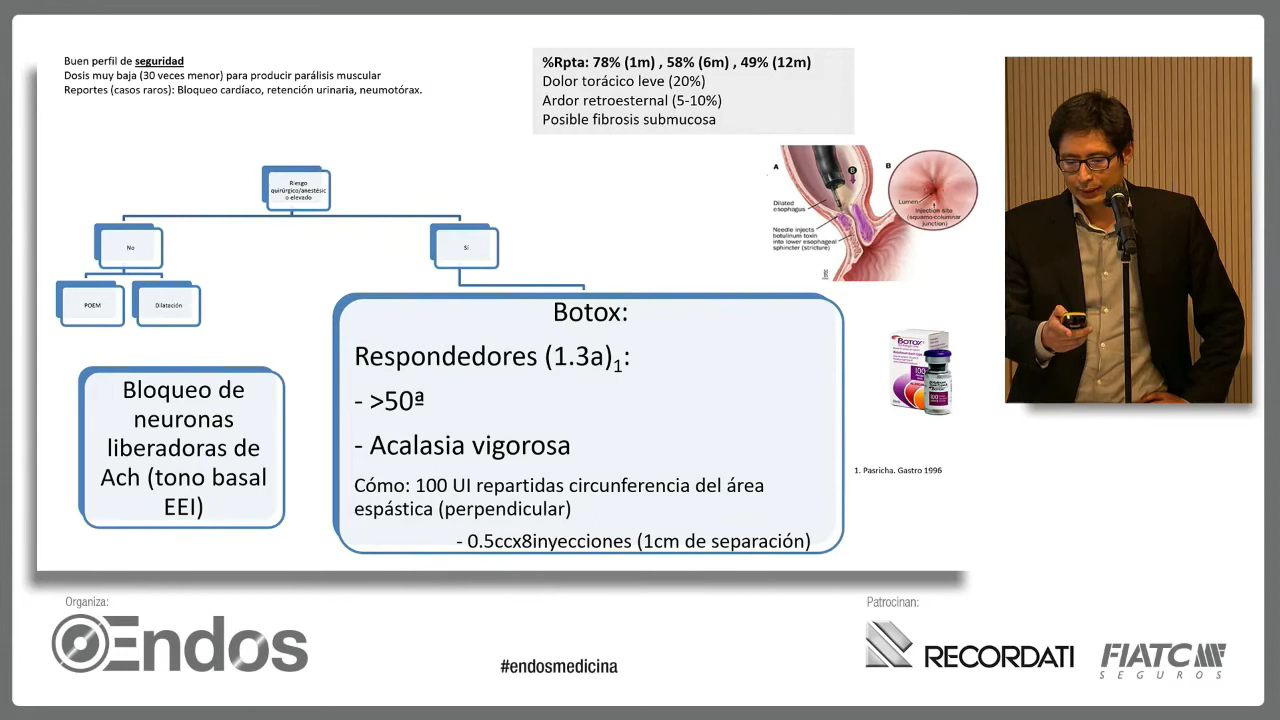 Buen perfil de seguridad
Dosis muy baja (30 veces menor) para producir parálisis muscular
Reportes (casos raros): Bloqueo cardíaco, retención urinaria, neumotórax.
%Rpta: 78% (1m) , 58% (6m) , 49% (12m)
Dolor torácico leve (20%)
Ardor retroesternal (5-10%)
Posible fibrosis submucosa
Riesgo
quirúrgico/anestésic
o elevado
No
Sí
POEM
Dilatación
A
B
B
Dilated
esophagus
Needle injects
botulinum toxin
into lower esophageal
sphincter (stricture)
Lumen
Injection site
(squamo-columnar
junction)
Bloqueo de
neuronas
liberadoras de
Ach (tono basal
EEI)
Botox:
Respondedores (1.3a)1:
- >50ª
- Acalasia vigorosa
Cómo: 100 UI repartidas circunferencia del área
espástica (perpendicular)
- 0.5ccx8inyecciones (1cm de separación)
BOTOX
100
BOTOX
100
1. Pasricha. Gastro 1996
Organiza:
Endos
#endosmedicina
Patrocinan:
RECORDATI
FIATC
SEGUROS